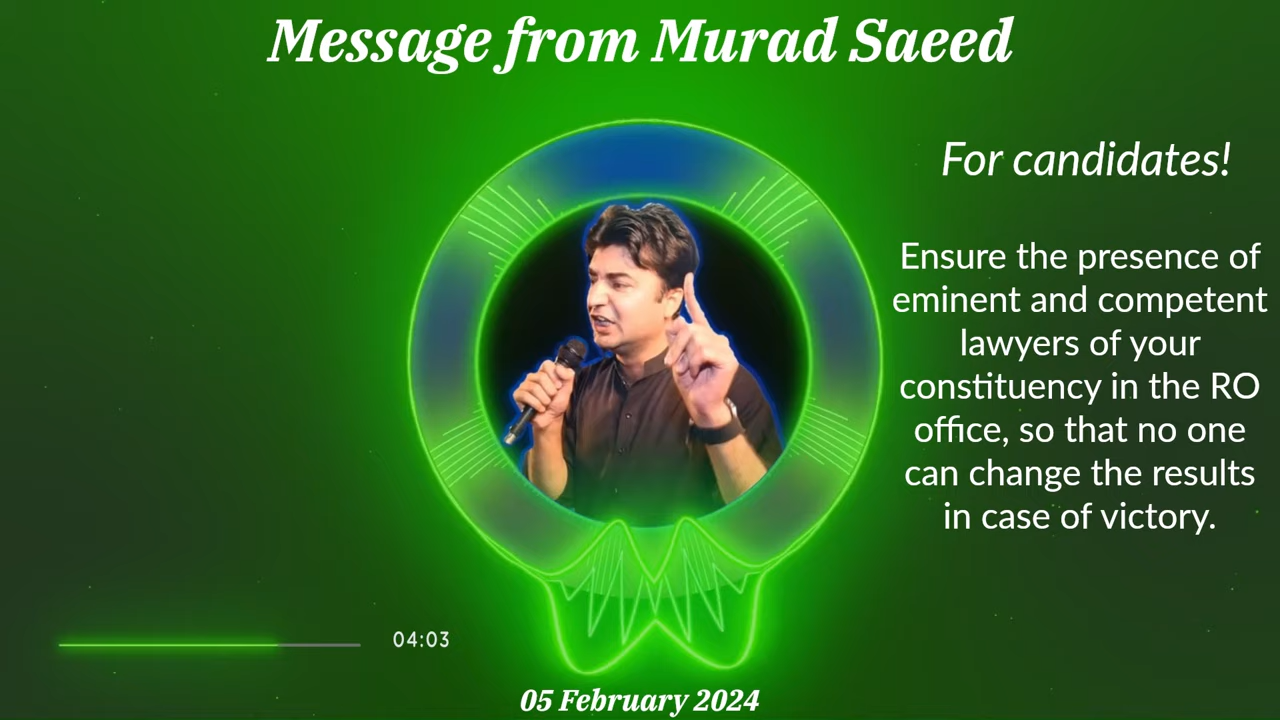 Message from Murad Saeed
For candidates!
Ensure the presence of
eminent and competent
lawyers of your
constituency in the RO
office, so that no one
can change the results
in case of victory.
04:03
05 February 2024